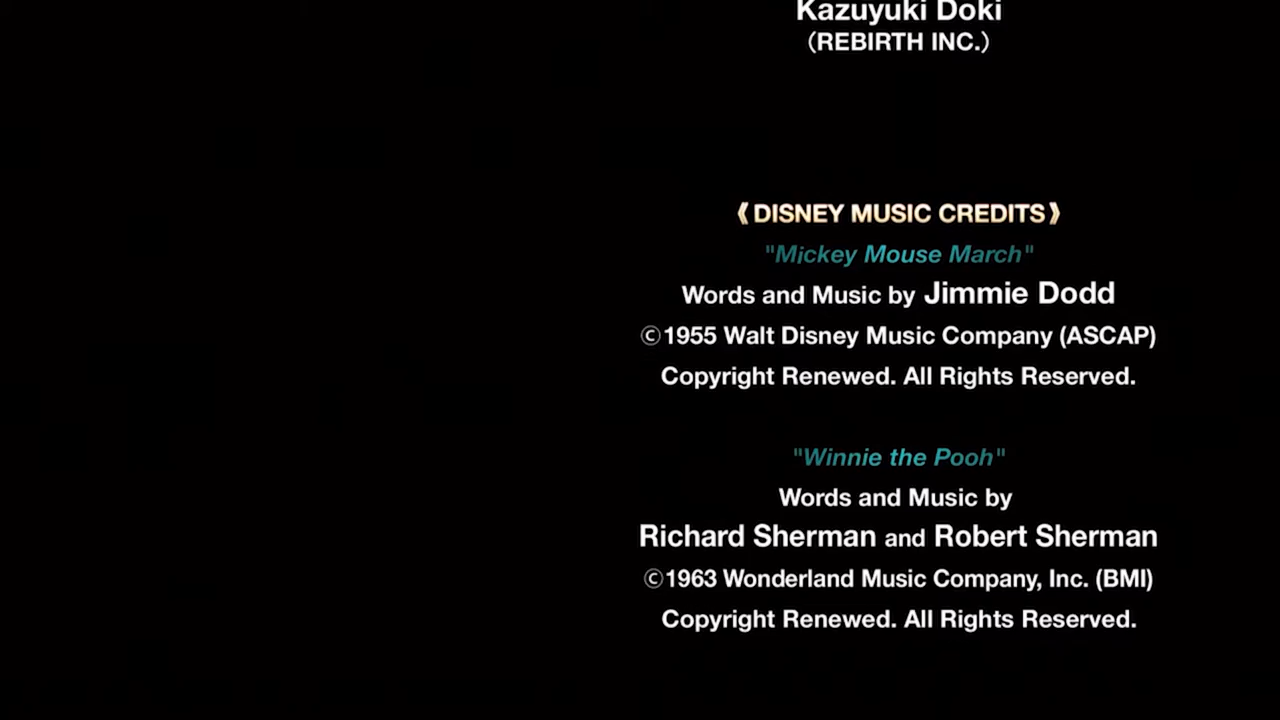 Kazuyuki Doki
(REBIRTH INC.)
《DISNEY MUSIC CREDITS》
"Mickey Mouse March"
Words and Music by Jimmie Dodd
©1955 Walt Disney Music Company (ASCAP)
Copyright Renewed. All Rights Reserved.
"Winnie the Pooh"
Words and Music by
Richard Sherman and Robert Sherman
©1963 Wonderland Music Company, Inc. (BMI)
Copyright Renewed. All Rights Reserved.